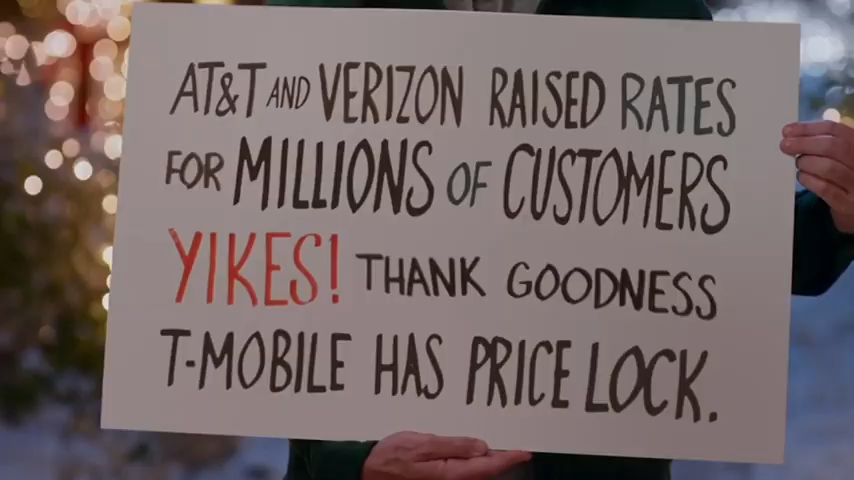 AT&T AND VERIZON RAISED RATES
FOR MILLIONS OF CUSTOMERS
YIKES! THANK GOODNESS
T-MOBILE HAS PRICE LOCK.